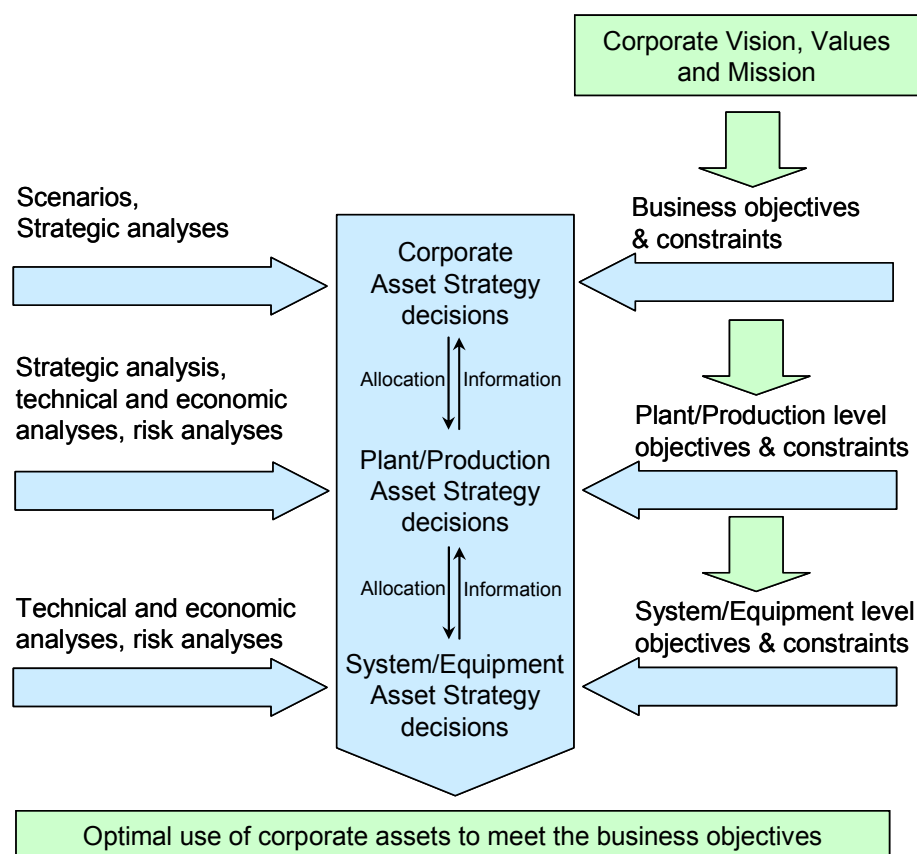 Corporate Vision, Values
and Mission
Scenarios,
Strategic analyses
Business objectives
& constraints
Corporate
Asset Strategy
decisions
Allocation
Information
Strategic analysis,
technical and economic
analyses, risk analyses
Plant/Production level
objectives & constraints
Plant/Production
Asset Strategy
decisions
Allocation
Information
Technical and economic
analyses, risk analyses
System/Equipment level
objectives & constraints
System/Equipment
Asset Strategy
decisions
Optimal use of corporate assets to meet the business objectives